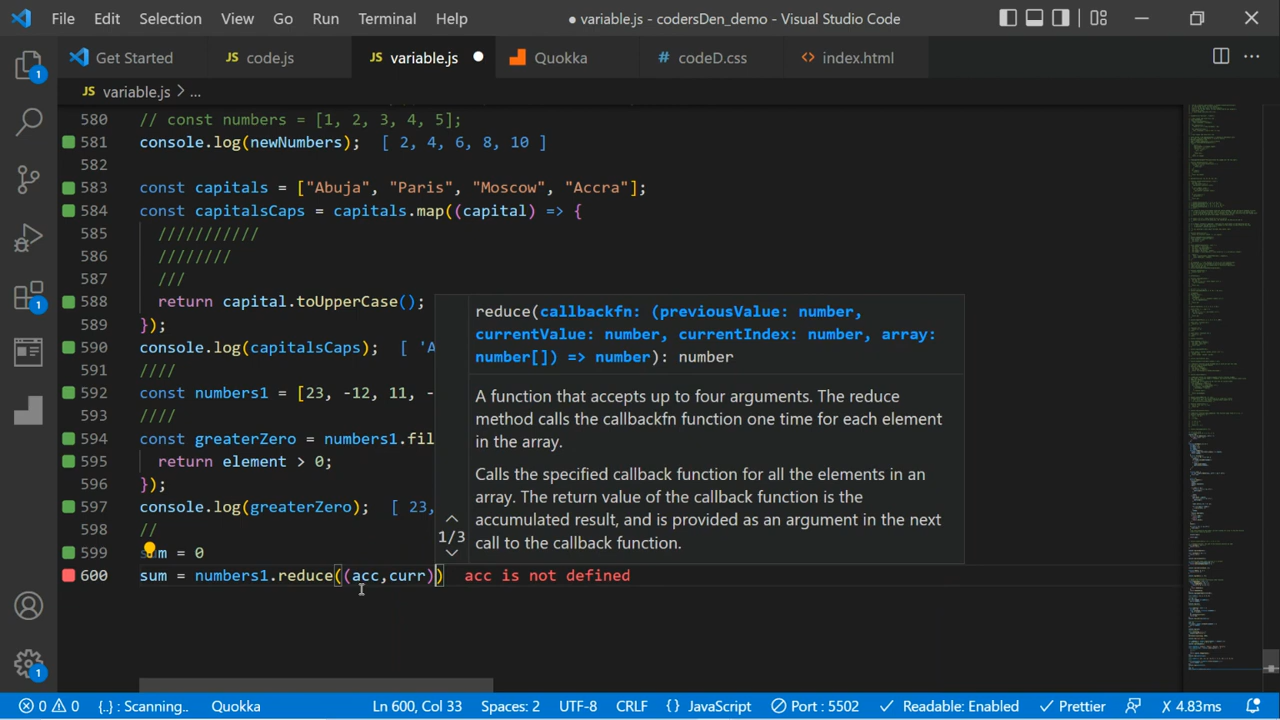 File Edit Selection View Go Run Terminal Help ● variable.js - codersDen_demo - Visual Studio Code
Get Started JS code.js JS variable.js Quokka # codeD.css <> index.html ...
JS variable.js > ...
580 // const numbers = [1, 2, 3, 4, 5];
581 console.log(newNumbers); [ 2, 4, 6, 8, 10 ]
582
583 const capitals = ["Abuja", "Paris", "Moscow", "Accra"];
584 const capitalsCaps = capitals.map((capital) => {
585 ///////////
586 ////////
587 ///
588 return capital.toUpperCase();
589 });
590 console.log(capitalsCaps); [ 'A
591 ////
592 const numbers1 = [23, -12, 11, -
593 ////
594 const greaterZero = numbers1.fil
595 return element > 0;
596 });
597 console.log(greaterZero); [ 23,
598 //
599 sum = 0
600 sum = numbers1.reduce((acc,curr)) acc is not defined
reduce(callbackfn: (previousValue: number,
currentValue: number, currentIndex: number, array:
number[]) => number): number
A function that accepts up to four arguments. The reduce
method calls the callbackfn function one time for each element
in the array.
Calls the specified callback function for all the elements in an
array. The return value of the callback function is the
accumulated result, and is provided as an argument in the next
call to the callback function.
1/3
1
1
1
0 0 {..} : Scanning.. Quokka Ln 600, Col 33 Spaces: 2 UTF-8 CRLF {} JavaScript Port : 5502 Readable: Enabled Prettier X 4.83ms